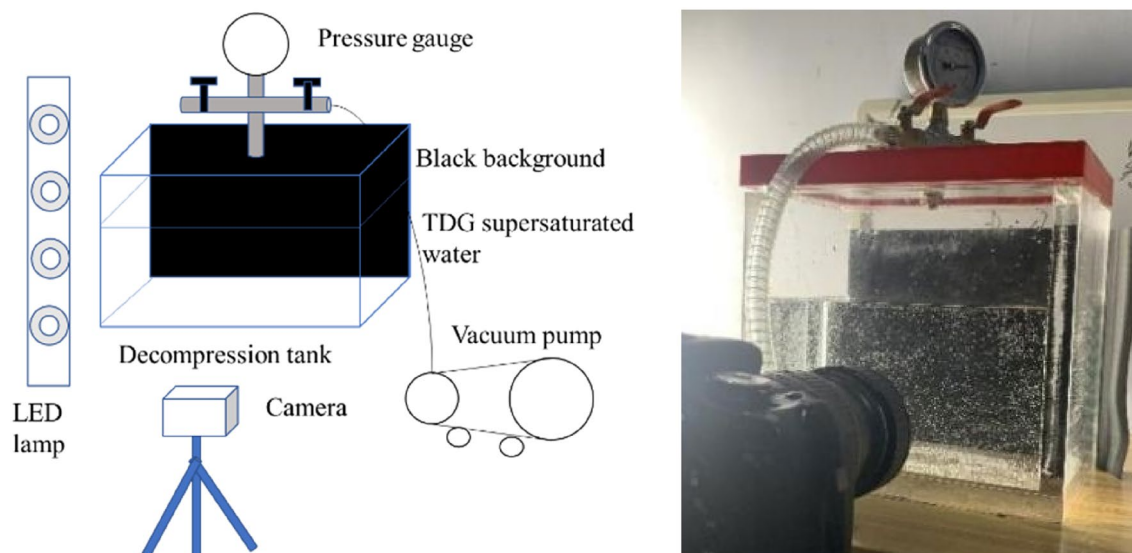 Pressure gauge
Black background
TDG supersaturated
water
Vacuum pump
Decompression tank
Camera
LED
lamp